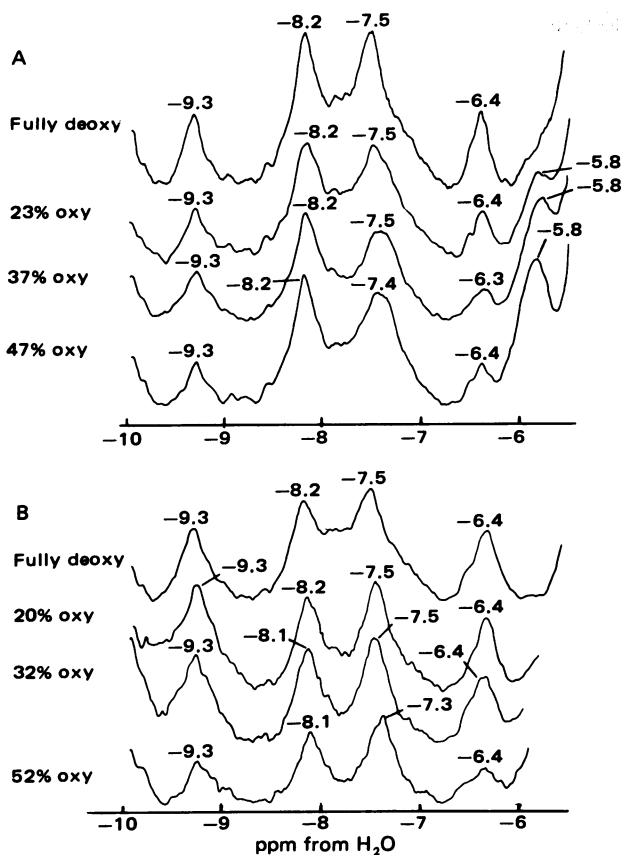 A
−8.2 −7.5
−9.3 −6.4
Fully deoxy
−8.2 −7.5 −5.8
−9.3 −6.4 −5.8
23% oxy
−8.2
−7.5 −5.8
−9.3 −6.3
37% oxy
−8.2 −7.4
−9.3 −6.4
47% oxy
−10 −9 −8 −7 −6
B
−8.2 −7.5
−9.3 −6.4
Fully deoxy
−9.3 −8.2 −7.5 −6.4
20% oxy
−9.3 −8.1 −7.5 −6.4
32% oxy
−7.3
−9.3 −8.1 −6.4
52% oxy
−10 −9 −8 −7 −6
ppm from H₂O